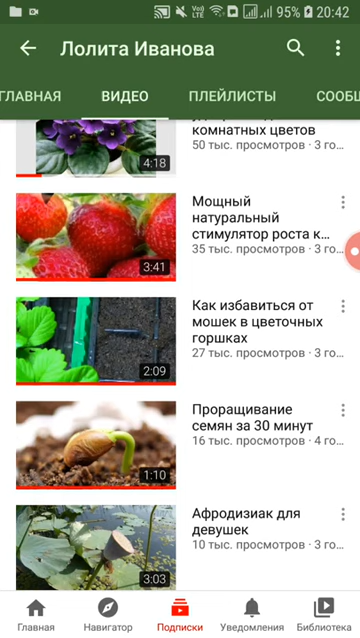 95% 20:42
Лолита Иванова
ГЛАВНАЯ ВИДЕО ПЛЕЙЛИСТЫ СООБЩ
комнатных цветов
50 тыс. просмотров · 3 го...
4:18
Мощный
натуральный
стимулятор роста к...
35 тыс. просмотров · 3 го...
3:41
Как избавиться от
мошек в цветочных
горшках
27 тыс. просмотров · 3 го...
2:09
Проращивание
семян за 30 минут
16 тыс. просмотров · 4 го...
1:10
Афродизиак для
девушек
10 тыс. просмотров · 3 го...
3:03
Главная Навигатор Подписки Уведомления Библиотека